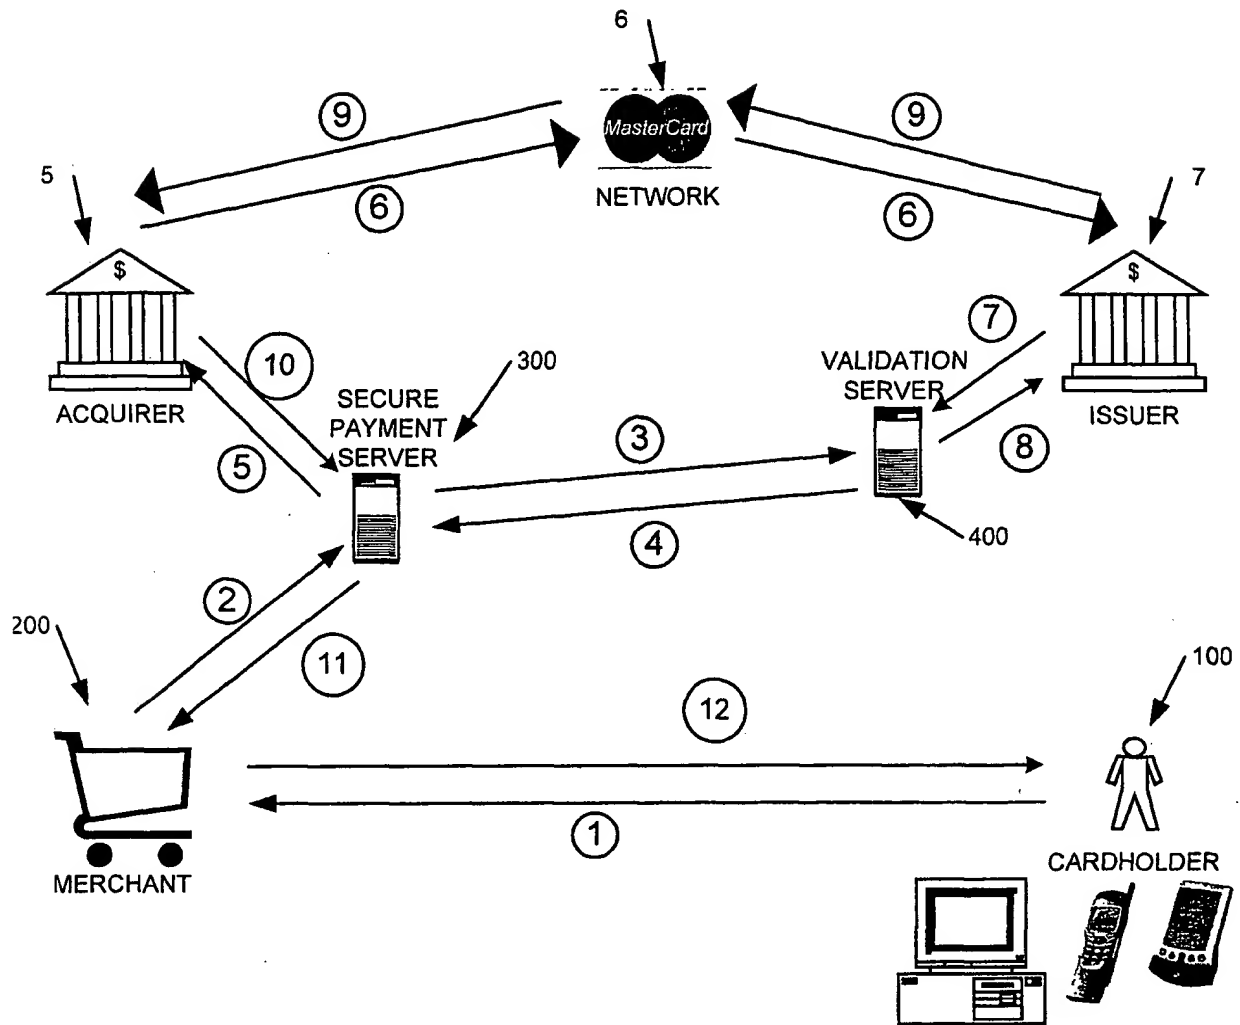 6
9
9
MasterCard
5
7
NETWORK
6
6
$
$
7
10
300
VALIDATION
SERVER
ACQUIRER
SECURE
PAYMENT
SERVER
ISSUER
3
8
5
4
400
2
200
11
100
12
1
CARDHOLDER
MERCHANT